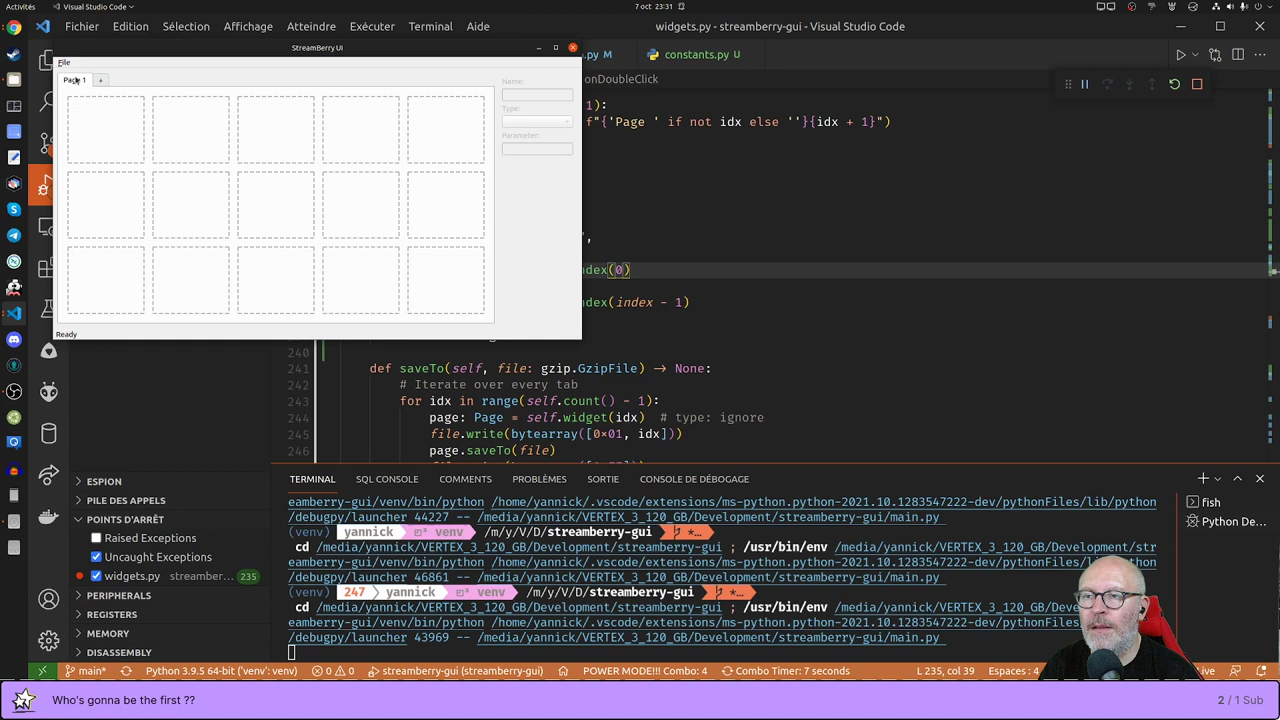 Activités
Visual Studio Code
7 oct 23:31
Fichier Edition Sélection Affichage Atteindre Exécuter Terminal Aide
widgets.py - streamberry-gui - Visual Studio Code
StreamBerry UI
File
Page 1 +
Name:
Type:
Parameter:
Ready
.py M
constants.py U
onDoubleClick
1):
f"{'Page ' if not idx else ''}{idx + 1}")
",
ndex(0)
ndex(index - 1)
240
241 def saveTo(self, file: gzip.GzipFile) → None:
242 # Iterate over every tab
243 for idx in range(self.count() - 1):
244 page: Page = self.widget(idx) # type: ignore
245 file.write(bytearray([0×01, idx]))
246 page.saveTo(file)
ESPION
PILE DES APPELS
POINTS D'ARRÊT
Raised Exceptions
Uncaught Exceptions
widgets.py streamber... 235
PERIPHERALS
REGISTERS
MEMORY
DISASSEMBLY
TERMINAL SQL CONSOLE COMMENTS PROBLÈMES SORTIE CONSOLE DE DÉBOGAGE
fish
Python De...
eamberry-gui/venv/bin/python /home/yannick/.vscode/extensions/ms-python.python-2021.10.1283547222-dev/pythonFiles/lib/python
/debugpy/launcher 44227 -- /media/yannick/VERTEX_3_120_GB/Development/streamberry-gui/main.py
(venv) yannick venv /m/y/V/D/streamberry-gui *…
cd /media/yannick/VERTEX_3_120_GB/Development/streamberry-gui ; /usr/bin/env /media/yannick/VERTEX_3_120_GB/Development/str
eamberry-gui/venv/bin/python /home/yannick/.vscode/extensions/ms-python.python-2021.10.1283547222-dev/pythonFiles/lib/python
/debugpy/launcher 46861 -- /media/yannick/VERTEX_3_120_GB/Development/streamberry-gui/main.py
(venv) 247 yannick venv /m/y/V/D/streamberry-gui *…
cd /media/yannick/VERTEX_3_120_GB/Development/streamberry-gui ; /usr/bin/env /media/yannick/VERTEX_3_120_GB
eamberry-gui/venv/bin/python /home/yannick/.vscode/extensions/ms-python.python-2021.10.1283547222-dev/python
/debugpy/launcher 43969 -- /media/yannick/VERTEX_3_120_GB/Development/streamberry-gui/main.py
main* Python 3.9.5 64-bit ('venv': venv) 0 0 streamberry-gui (streamberry-gui) POWER MODE!!! Combo: 4 Combo Timer: 7 seconds L 235, col 39 Espaces : 4
Who's gonna be the first ?? 2 / 1 Sub